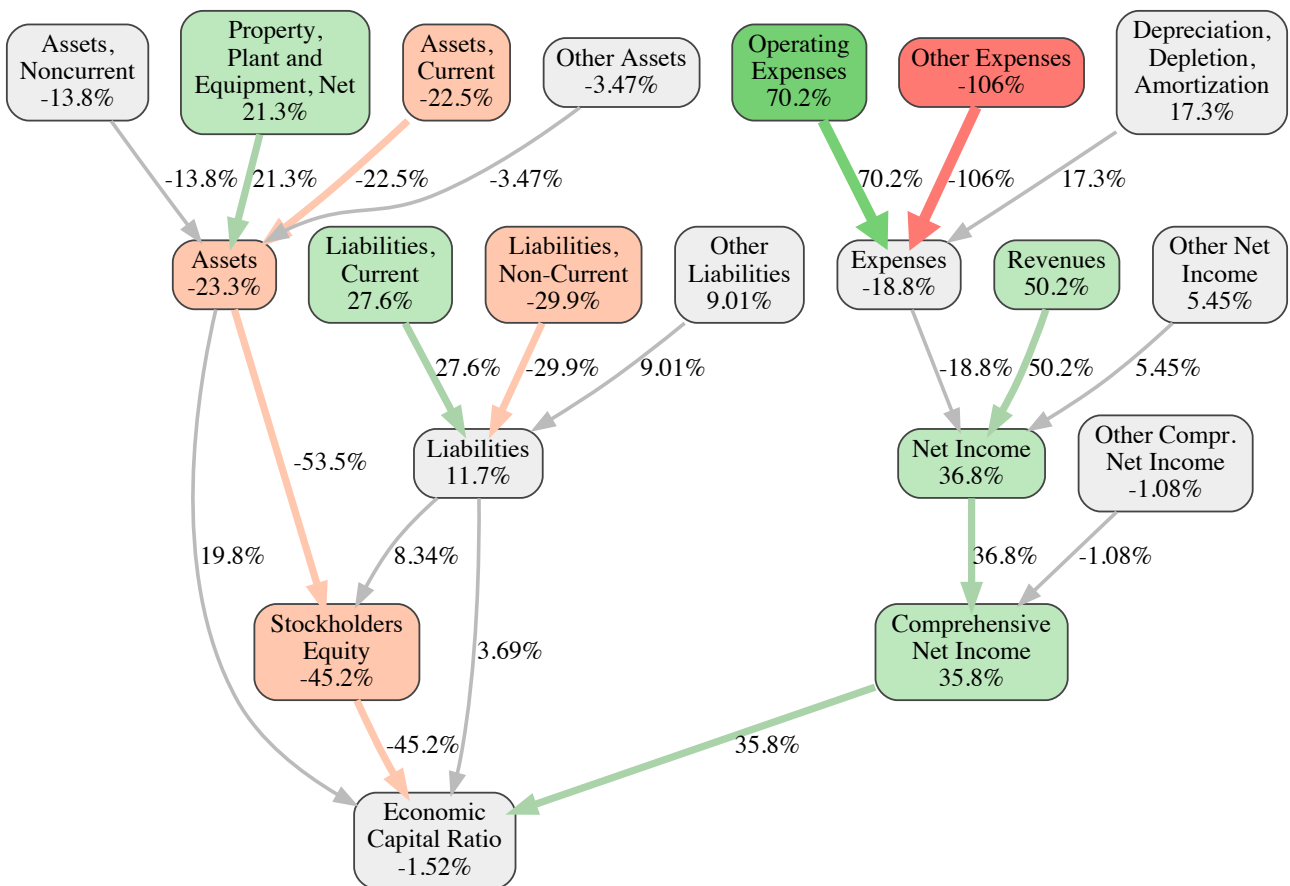 Assets,
Noncurrent
-13.8%
Property,
Plant and
Equipment, Net
21.3%
Assets,
Current
-22.5%
Other Assets
-3.47%
Operating
Expenses
70.2%
Other Expenses
-106%
Depreciation,
Depletion,
Amortization
17.3%
-13.8%
21.3%
-22.5%
-3.47%
70.2%
-106%
17.3%
Assets
-23.3%
Liabilities,
Current
27.6%
Liabilities,
Non-Current
-29.9%
Other
Liabilities
9.01%
Expenses
-18.8%
Revenues
50.2%
Other Net
Income
5.45%
27.6%
-29.9%
9.01%
-18.8%
50.2%
5.45%
-53.5%
Liabilities
11.7%
Net Income
36.8%
Other Compr.
Net Income
-1.08%
19.8%
8.34%
36.8%
-1.08%
Stockholders
Equity
-45.2%
3.69%
Comprehensive
Net Income
35.8%
-45.2%
35.8%
Economic
Capital Ratio
-1.52%